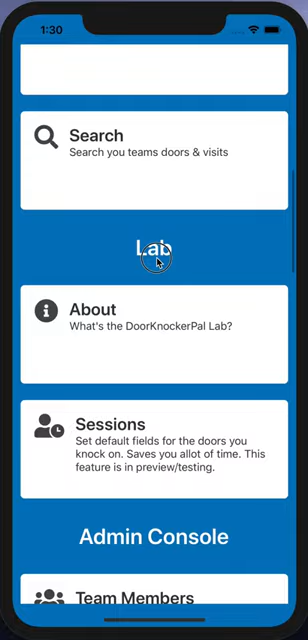 1:30
Search
Search you teams doors & visits
Lab
About
What's the DoorKnockerPal Lab?
Sessions
Set default fields for the doors you
knock on. Saves you allot of time. This
feature is in preview/testing.
Admin Console
Team Members